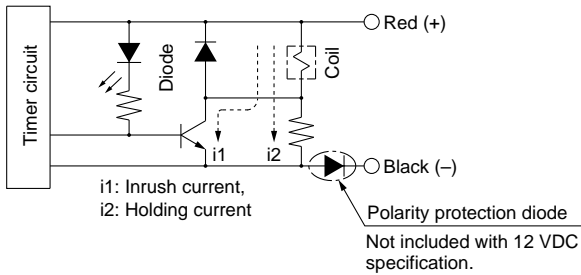 Red (+)
Timer circuit
Diode
Coil
i1
i2
Black (–)
i1: Inrush current,
i2: Holding current
Polarity protection diode
Not included with 12 VDC
specification.